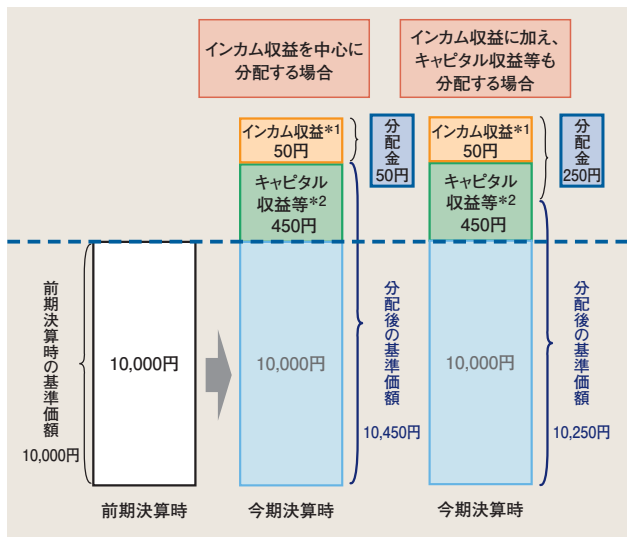 インカム収益を中心に
分配する場合
インカム収益に加え、
キャピタル収益等も
分配する場合
前期決算時の基準価額
10,000円
10,000円
前期決算時
インカム収益*1
50円
キャピタル
収益等*2
450円
10,000円
今期決算時
分配金
50円
分配後の基準価額
10,450円
インカム収益*1
50円
キャピタル
収益等*2
450円
10,000円
今期決算時
分配金
250円
分配後の基準価額
10,250円